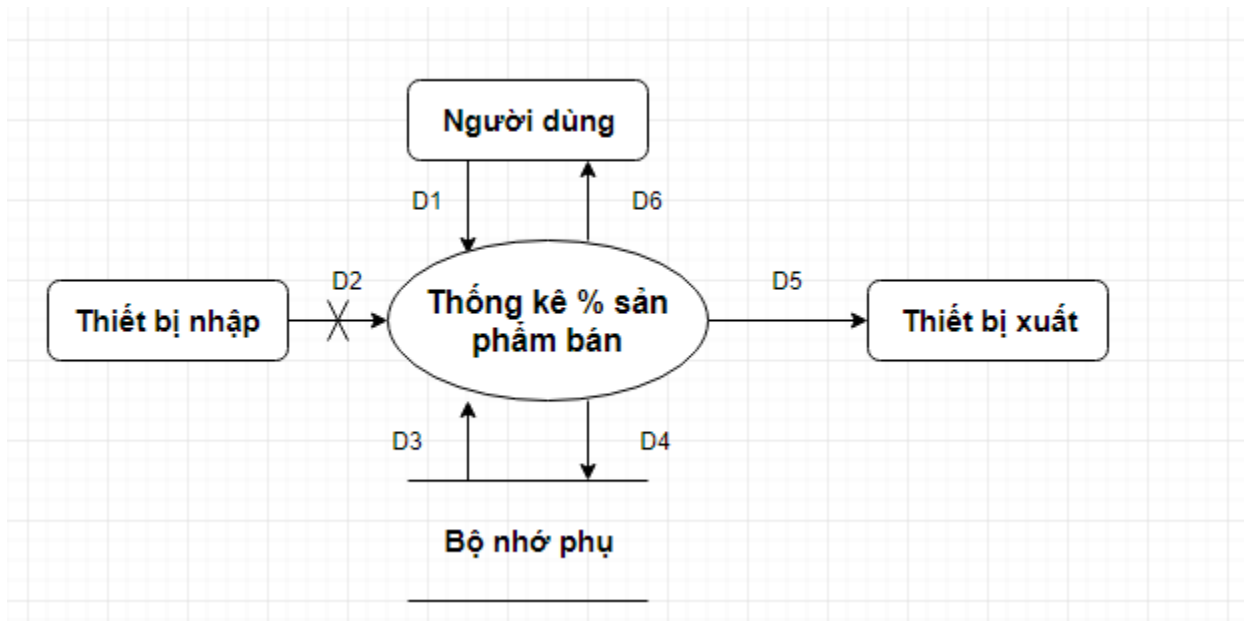 Người dùng
D1
D6
D2
D5
Thiết bị nhập
Thống kê % sản
phẩm bán
Thiết bị xuất
D3
D4
Bộ nhớ phụ